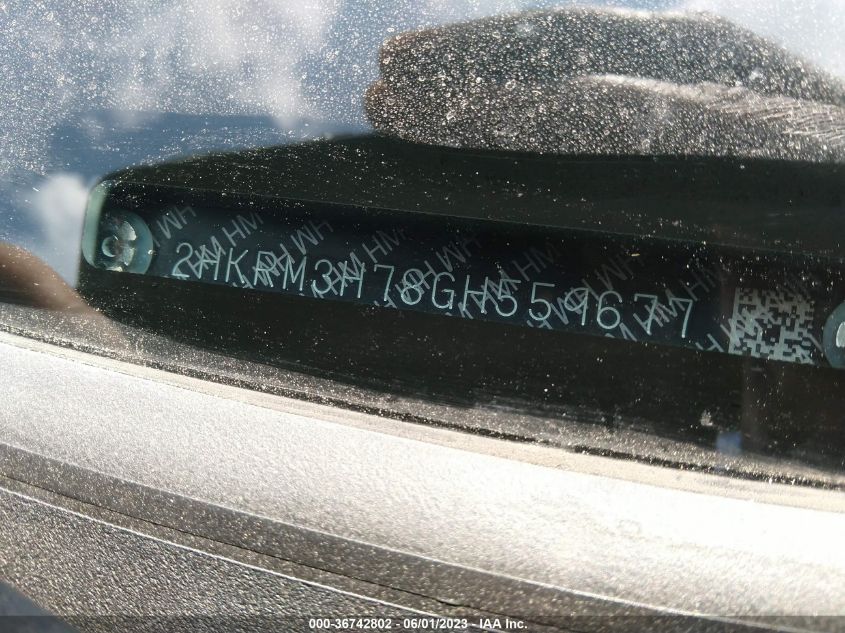 2HKRM3H78GH559677
000-36742802 - 06/01/2023 - IAA Inc.